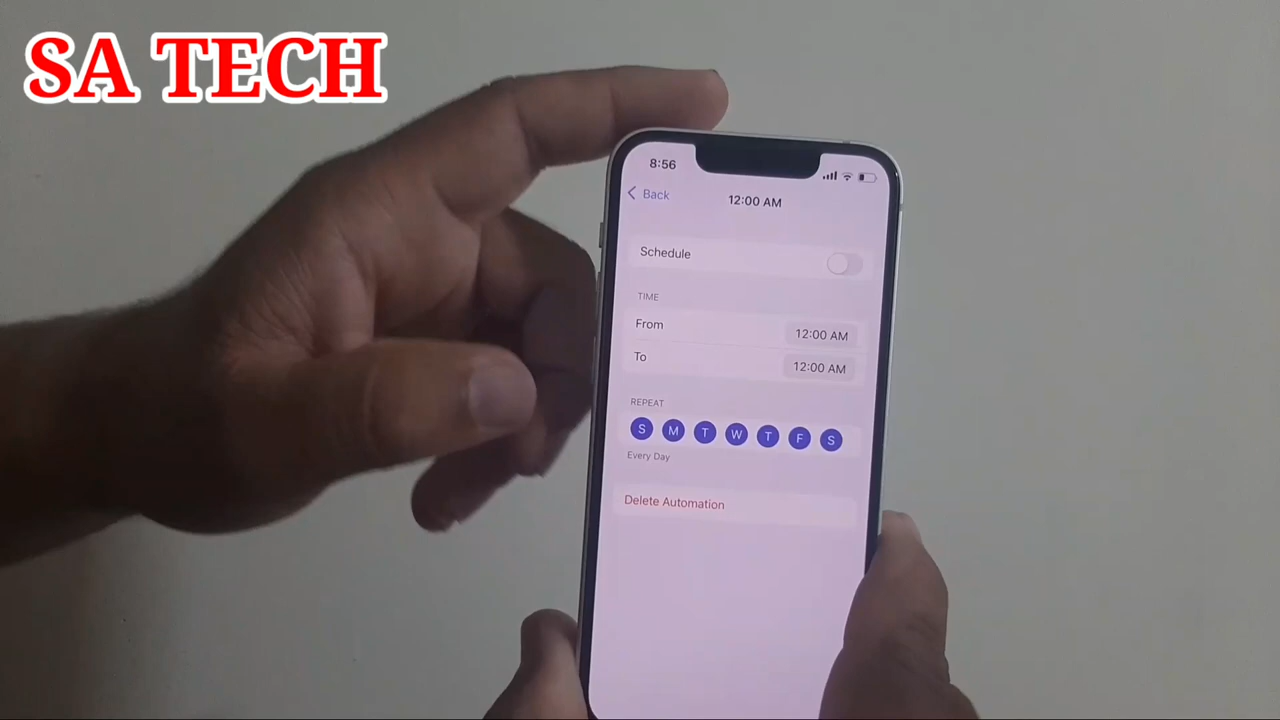 SA TECH
8:56
Back
12:00 AM
Schedule
TIME
From 12:00 AM
To 12:00 AM
REPEAT
S M T W T F S
Every Day
Delete Automation